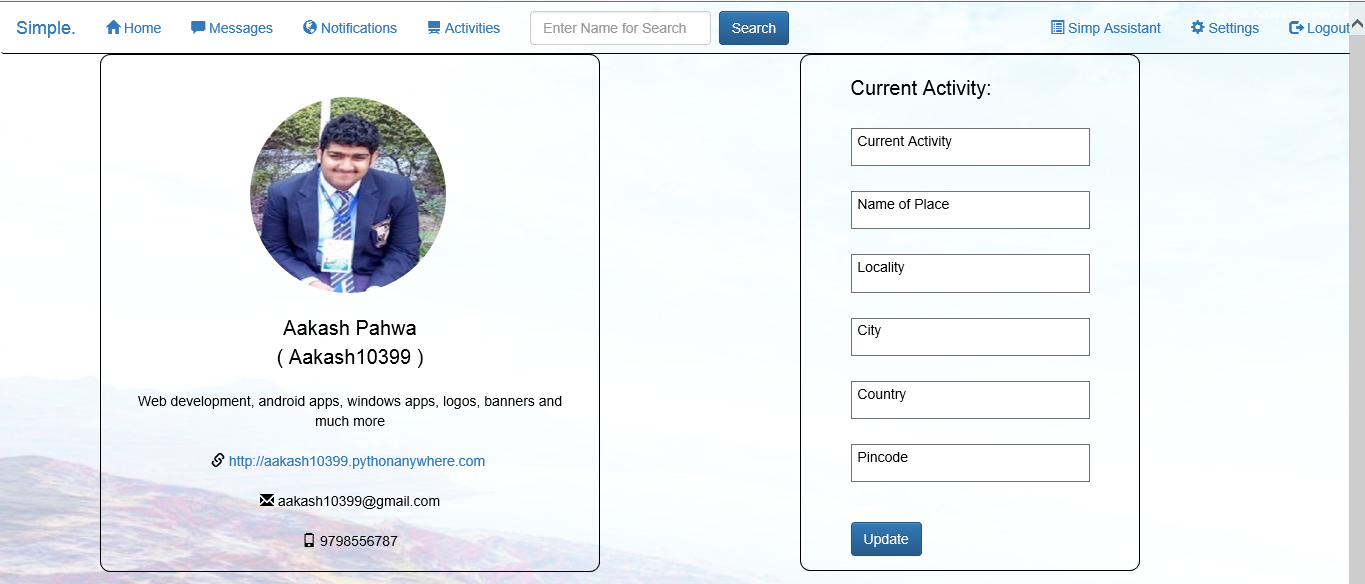 Simple. Home Messages Notifications Activities Enter Name for Search Search Simp Assistant Settings Logout
Aakash Pahwa
( Aakash10399 )
Web development, android apps, windows apps, logos, banners and
much more
http://aakash10399.pythonanywhere.com
aakash10399@gmail.com
9798556787
Current Activity:
Current Activity
Name of Place
Locality
City
Country
Pincode
Update